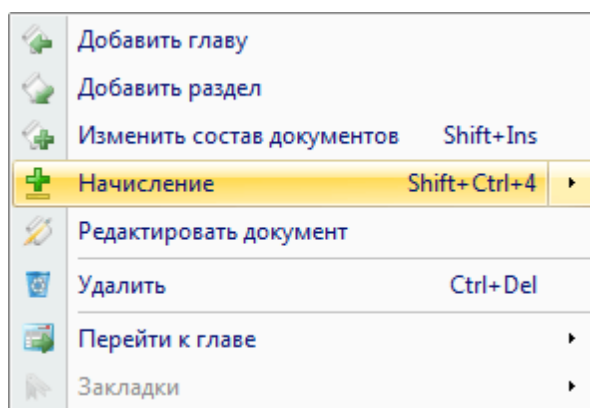 Добавить главу
Добавить раздел
Изменить состав документов Shift+Ins
Начисление Shift+Ctrl+4
Редактировать документ
Удалить Ctrl+Del
Перейти к главе
Закладки